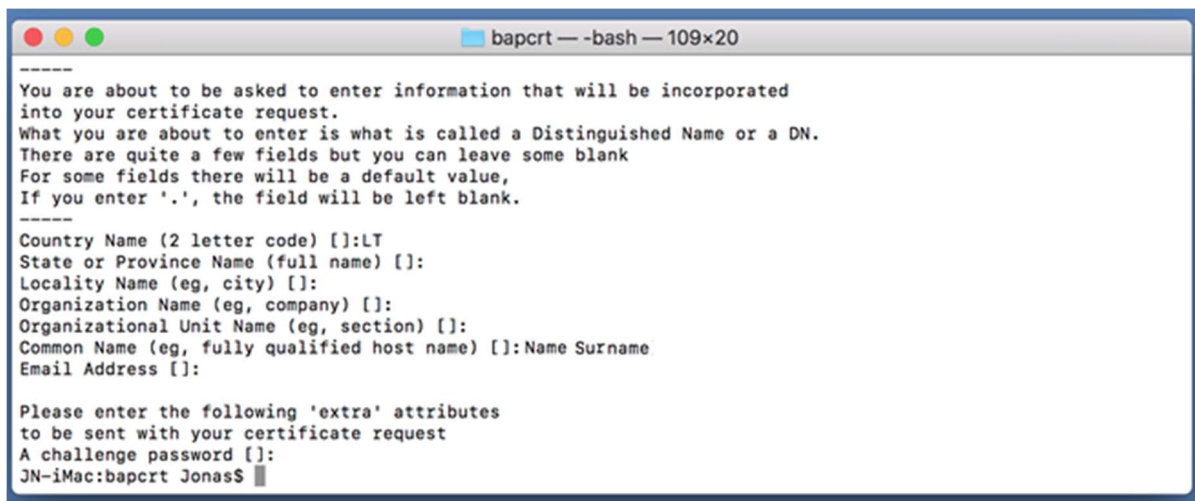 bapcrt — -bash — 109×20
-----
You are about to be asked to enter information that will be incorporated
into your certificate request.
What you are about to enter is what is called a Distinguished Name or a DN.
There are quite a few fields but you can leave some blank
For some fields there will be a default value,
If you enter '.', the field will be left blank.
-----
Country Name (2 letter code) []:LT
State or Province Name (full name) []:
Locality Name (eg, city) []:
Organization Name (eg, company) []:
Organizational Unit Name (eg, section) []:
Common Name (eg, fully qualified host name) []:Name Surname
Email Address []:

Please enter the following 'extra' attributes
to be sent with your certificate request
A challenge password []:
JN-iMac:bapcrt Jonas$